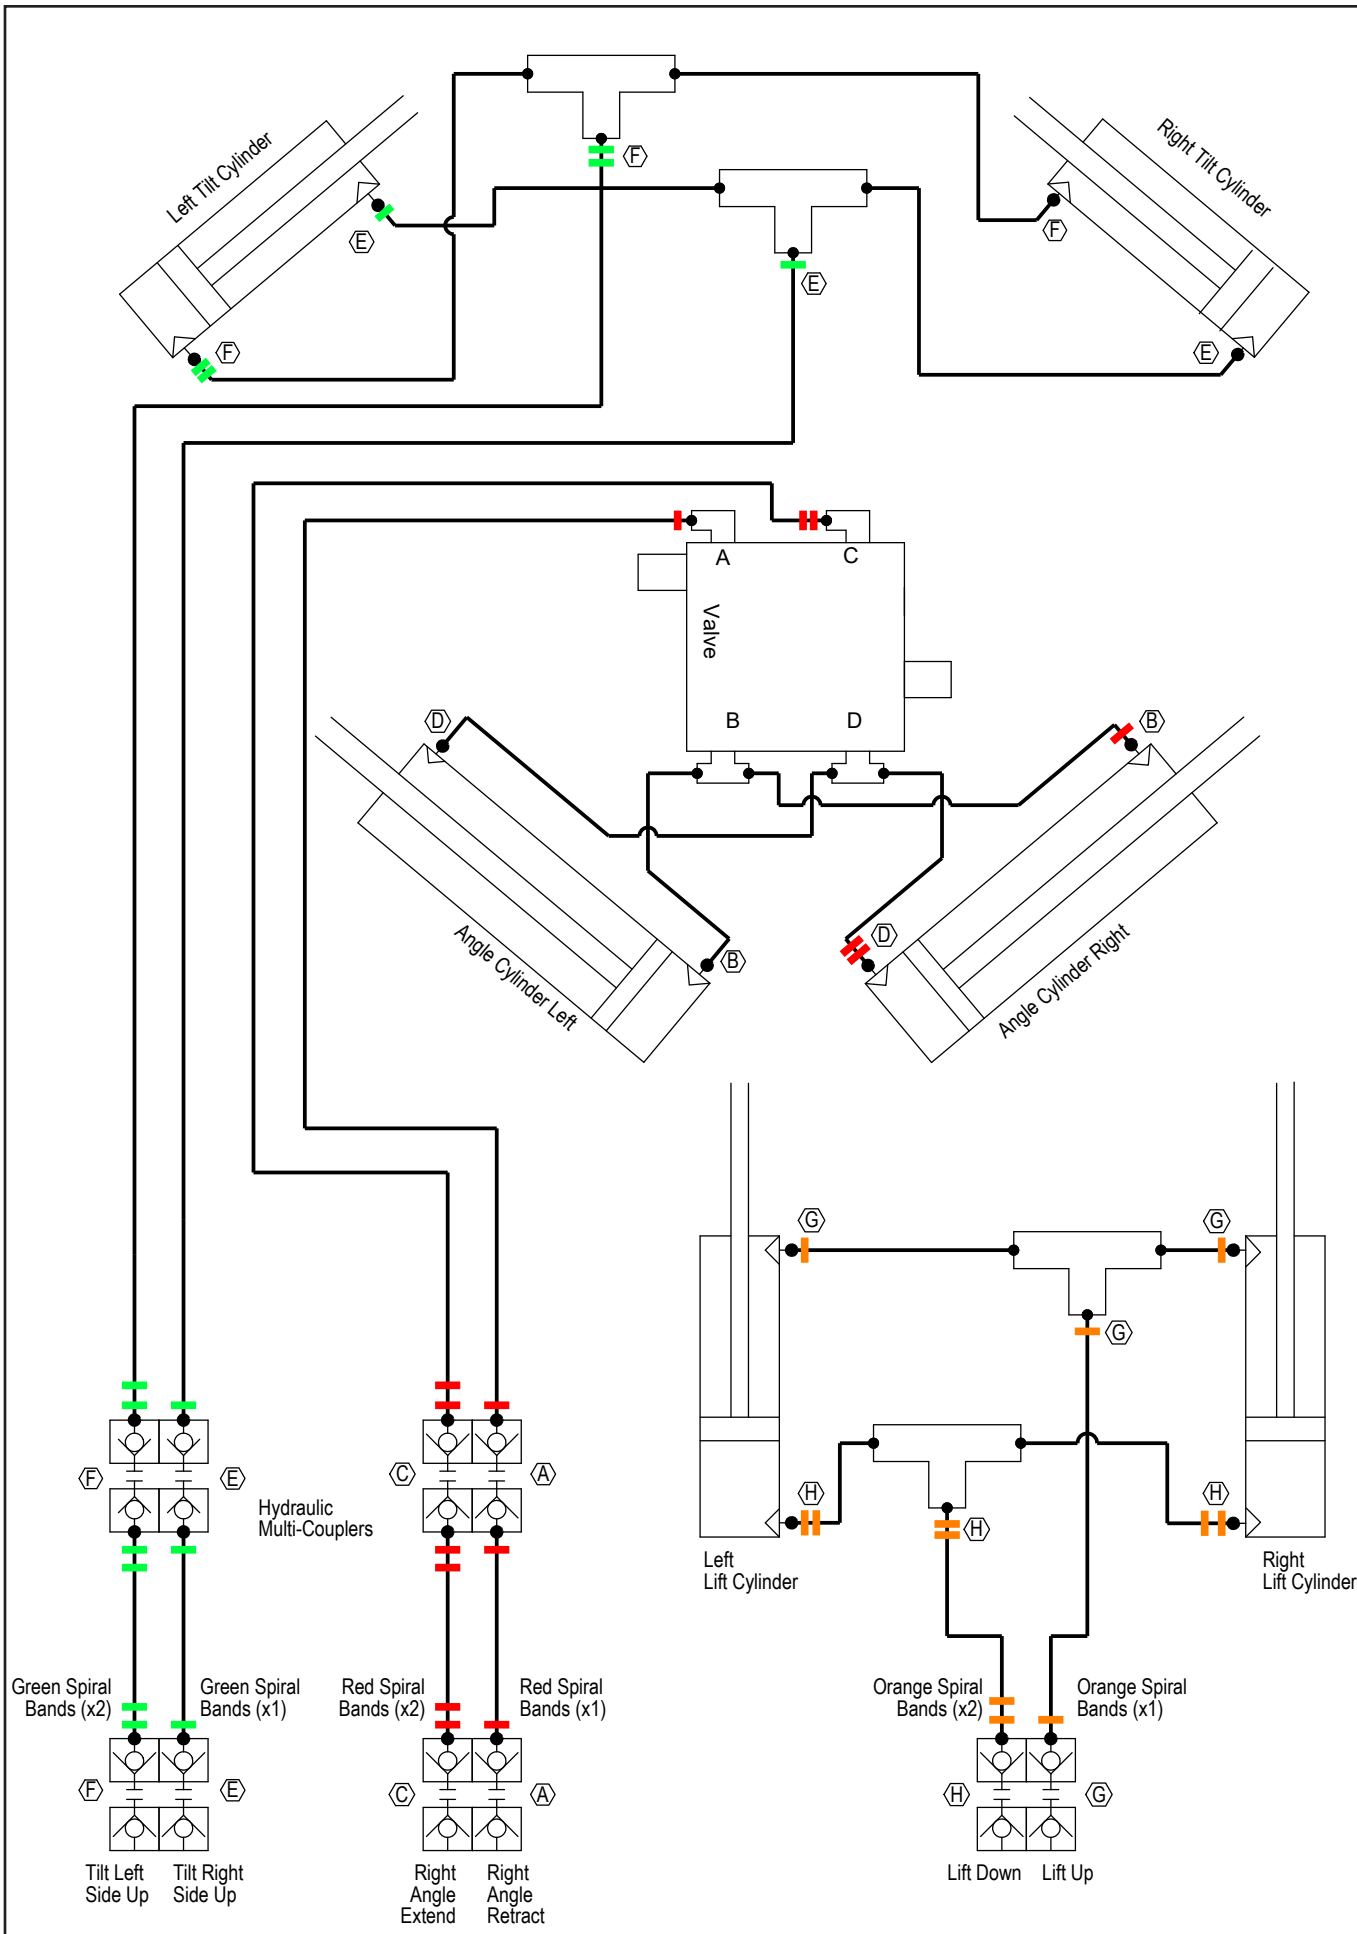 Left Tilt Cylinder
Right Tilt Cylinder
F
E
F
E
F
E
A
C
Valve
B
D
D
B
B
D
Angle Cylinder Left
Angle Cylinder Right
G
G
G
H
H
H
Left
Lift Cylinder
Right
Lift Cylinder
F
E
C
A
Hydraulic
Multi-Couplers
Green Spiral
Bands (x2)
Green Spiral
Bands (x1)
Red Spiral
Bands (x2)
Red Spiral
Bands (x1)
Orange Spiral
Bands (x2)
Orange Spiral
Bands (x1)
F
E
C
A
H
G
Tilt Left
Side Up
Tilt Right
Side Up
Right
Angle
Extend
Right
Angle
Retract
Lift Down
Lift Up